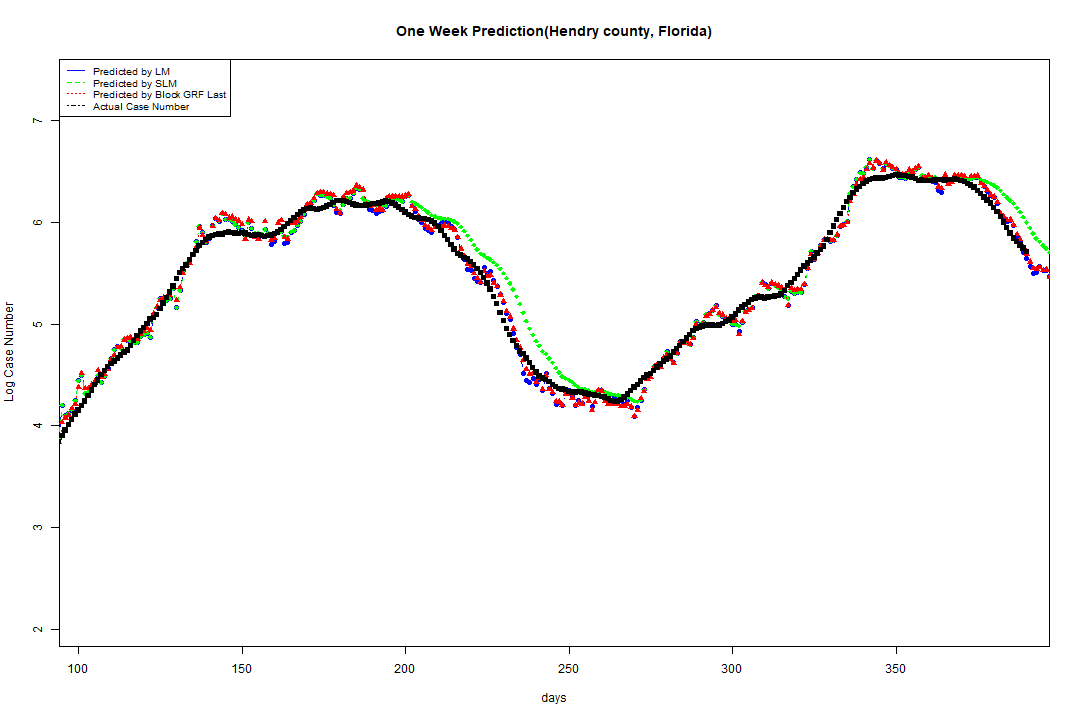 One Week Prediction(Hendry county, Florida)
Predicted by LM
Predicted by SLM
Predicted by Block GRF Last
Actual Case Number
7
6
5
4
3
2
Log Case Number
100 150 200 250 300 350
days